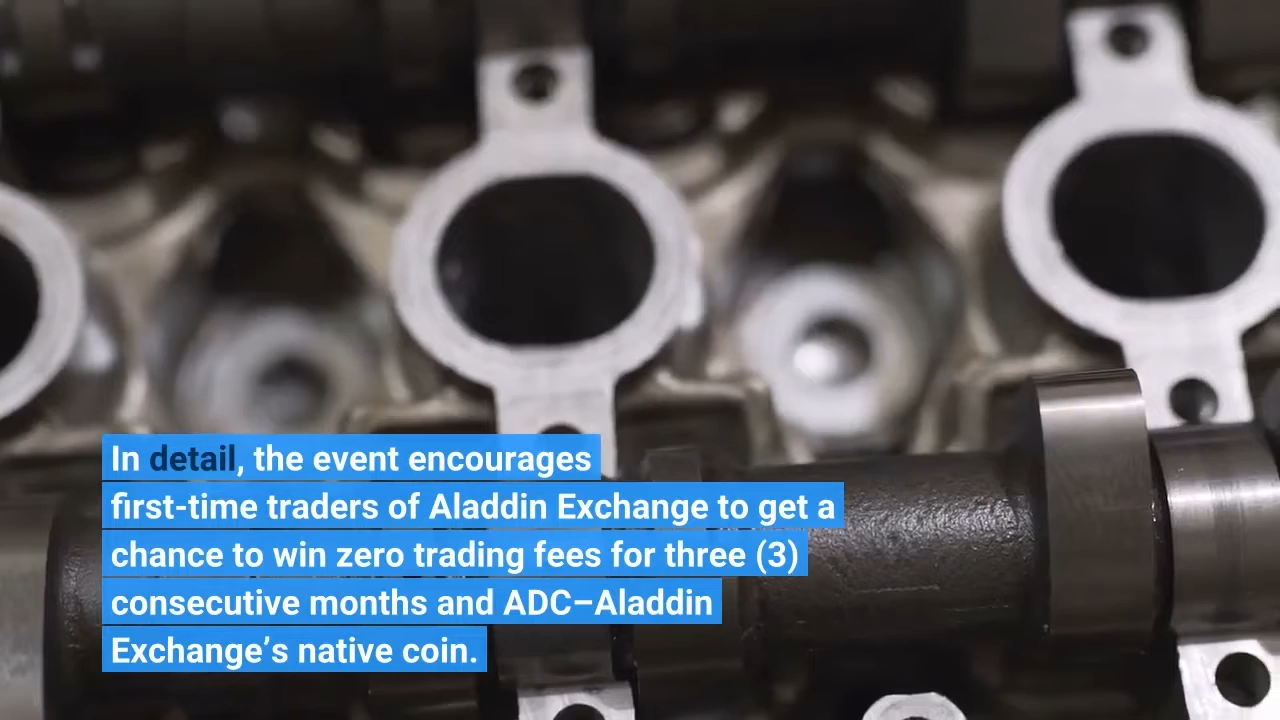 In detail, the event encourages
first-time traders of Aladdin Exchange to get a
chance to win zero trading fees for three (3)
consecutive months and ADC–Aladdin
Exchange’s native coin.